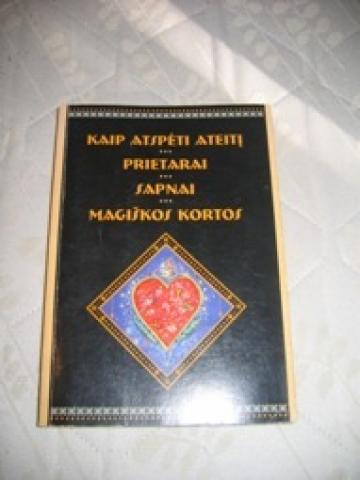 KAIP ATSPĖTI ATEITĮ
PRIETARAI
SAPNAI
MAGIŠKOS KORTOS